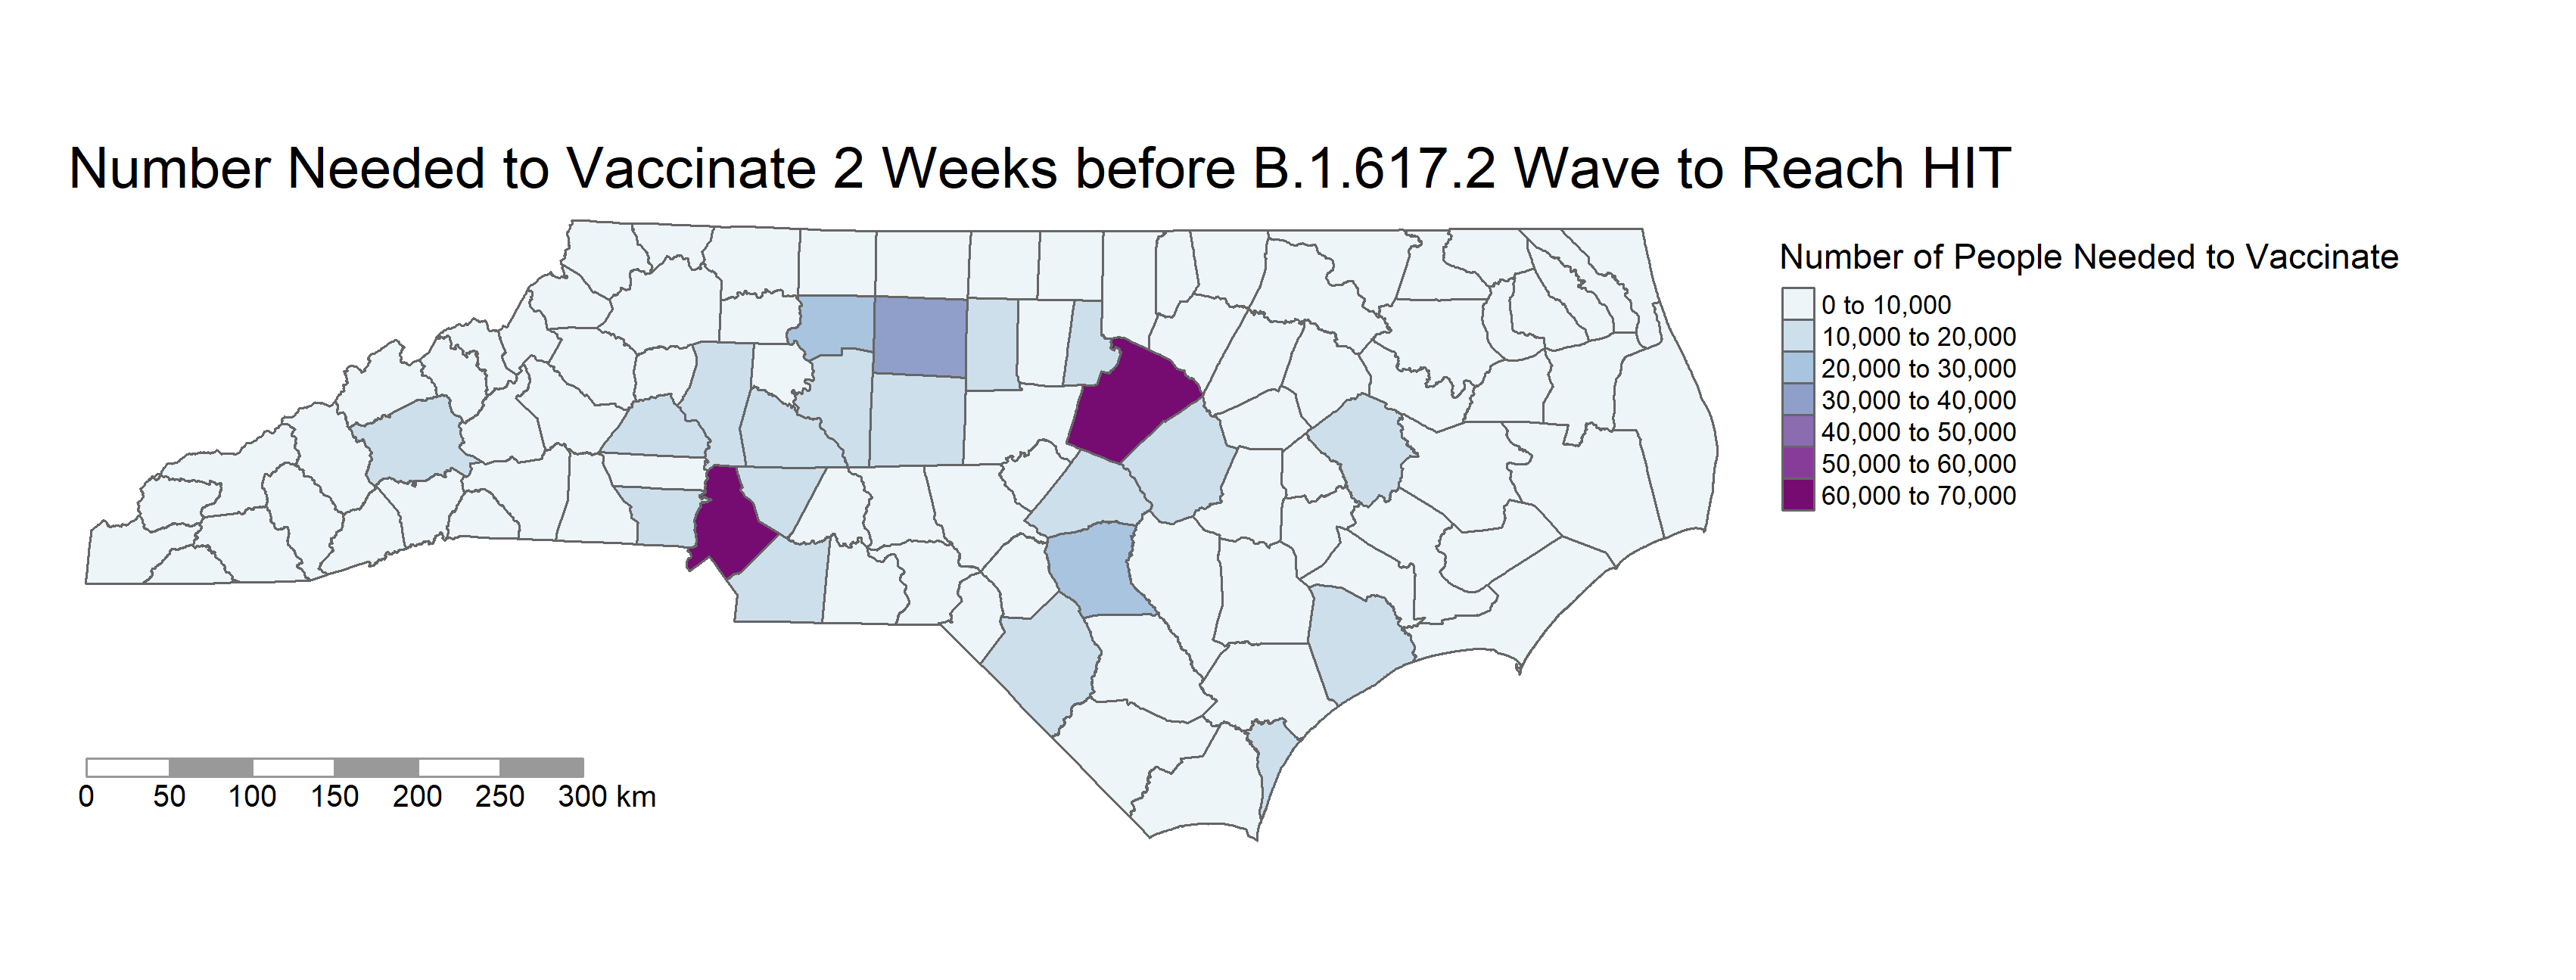 Number Needed to Vaccinate 2 Weeks before B.1.617.2 Wave to Reach HIT
Number of People Needed to Vaccinate
0 to 10,000
10,000 to 20,000
20,000 to 30,000
30,000 to 40,000
40,000 to 50,000
50,000 to 60,000
60,000 to 70,000
0 50 100 150 200 250 300 km